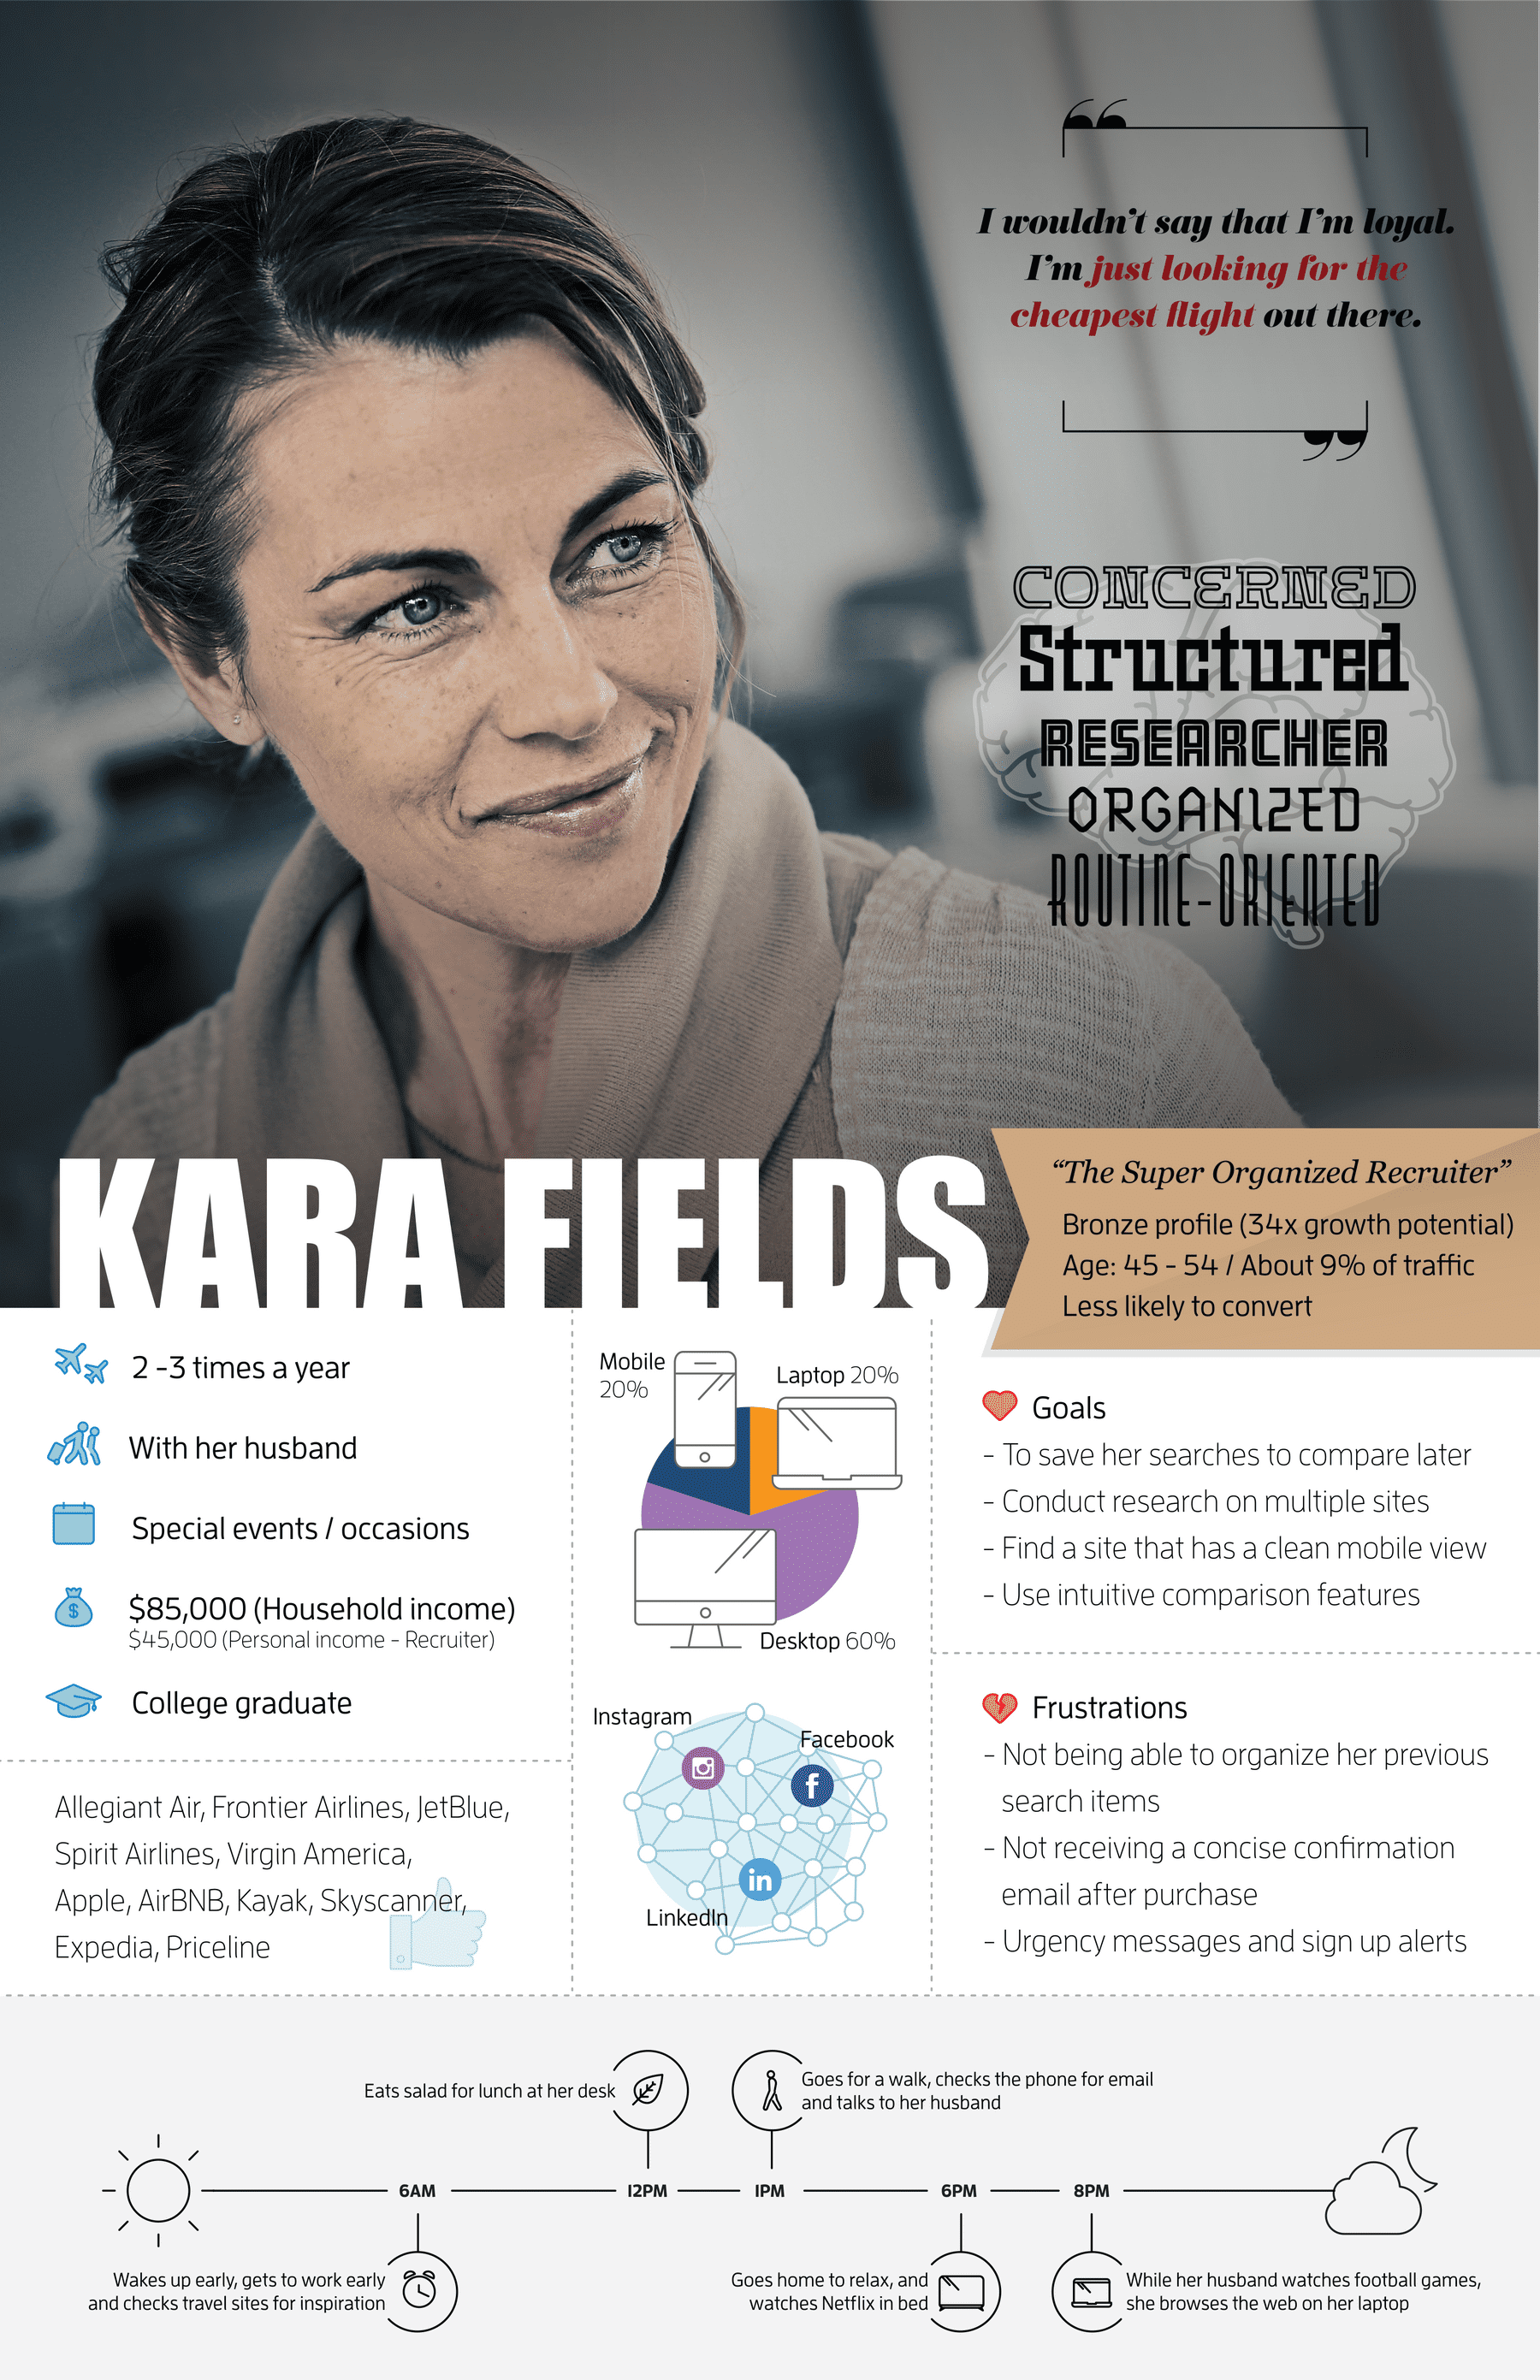 “
I wouldn’t say that I’m loyal.
I’m just looking for the
cheapest flight out there.
”
CONCERNED
Structured
RESEARCHER
ORGANIZED
ROUTINE-ORIENTED
KARA FIELDS
“The Super Organized Recruiter”
Bronze profile (34x growth potential)
Age: 45 - 54 / About 9% of traffic
Less likely to convert
2 -3 times a year
With her husband
Special events / occasions
$
$85,000 (Household income)
$45,000 (Personal income - Recruiter)
College graduate
Allegiant Air, Frontier Airlines, JetBlue,
Spirit Airlines, Virgin America,
Apple, AirBNB, Kayak, Skyscanner,
Expedia, Priceline
Mobile
20%
Laptop 20%
Desktop 60%
Instagram
Facebook
f
in
LinkedIn
Goals
- To save her searches to compare later
- Conduct research on multiple sites
- Find a site that has a clean mobile view
- Use intuitive comparison features
Frustrations
- Not being able to organize her previous
search items
- Not receiving a concise confirmation
email after purchase
- Urgency messages and sign up alerts
Eats salad for lunch at her desk
Goes for a walk, checks the phone for email
and talks to her husband
6AM
12PM
1PM
6PM
8PM
Wakes up early, gets to work early
and checks travel sites for inspiration
Goes home to relax, and
watches Netflix in bed
While her husband watches football games,
she browses the web on her laptop